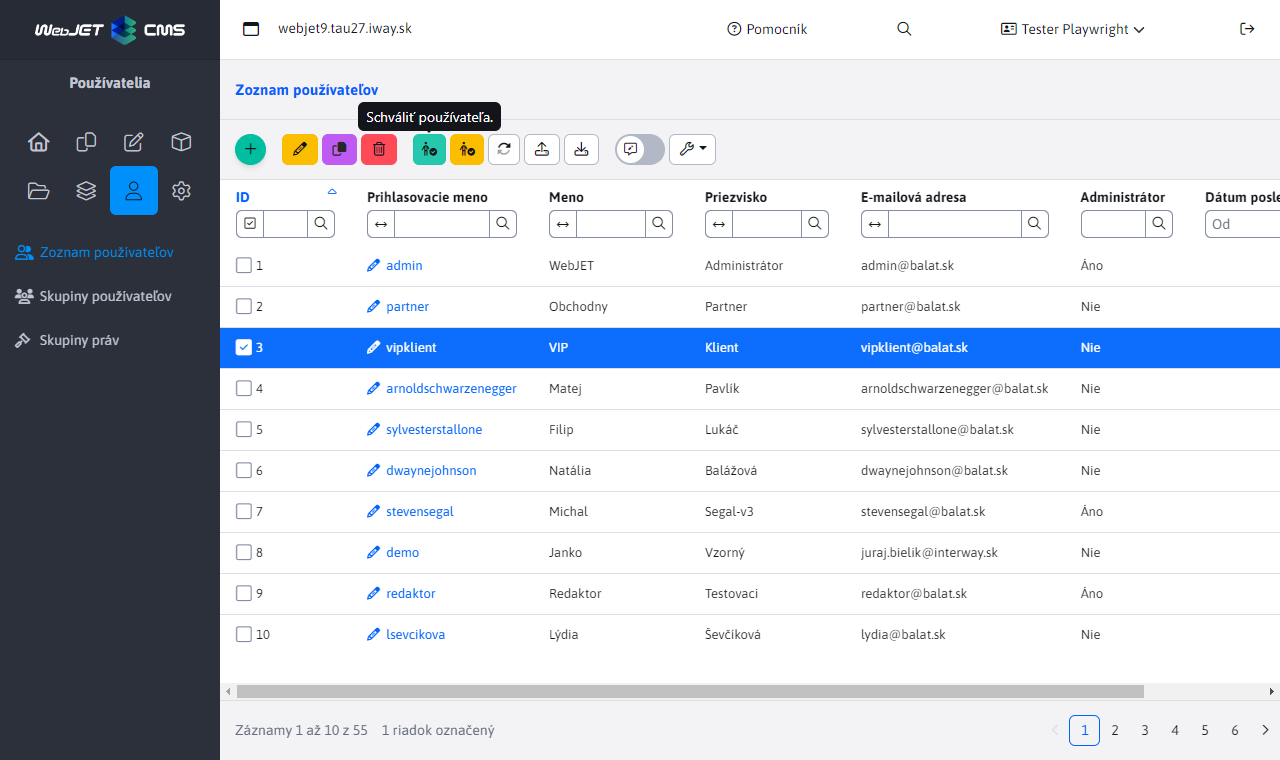 WebJET CMS
webjet9.tau27.iway.sk
Pomocník
Tester Playwright
Používatelia
Zoznam používateľov
Skupiny používateľov
Skupiny práv
Zoznam používateľov
Schváliť používateľa.
ID Prihlasovacie meno Meno Priezvisko E-mailová adresa Administrátor Dátum posle
Od
1 admin WebJET Administrátor admin@balat.sk Áno
2 partner Obchodny Partner partner@balat.sk Nie
3 vipklient VIP Klient vipklient@balat.sk Nie
4 arnoldschwarzenegger Matej Pavlík arnoldschwarzenegger@balat.sk Nie
5 sylvesterstallone Filip Lukáč sylvesterstallone@balat.sk Nie
6 dwaynejohnson Natália Balážová dwaynejohnson@balat.sk Nie
7 stevensegal Michal Segal-v3 stevensegal@balat.sk Áno
8 demo Janko Vzorný juraj.bielik@interway.sk Nie
9 redaktor Redaktor Testovaci redaktor@balat.sk Áno
10 lsevcikova Lýdia Ševčíková lydia@balat.sk Nie
Záznamy 1 až 10 z 55 1 riadok označený
1 2 3 4 5 6